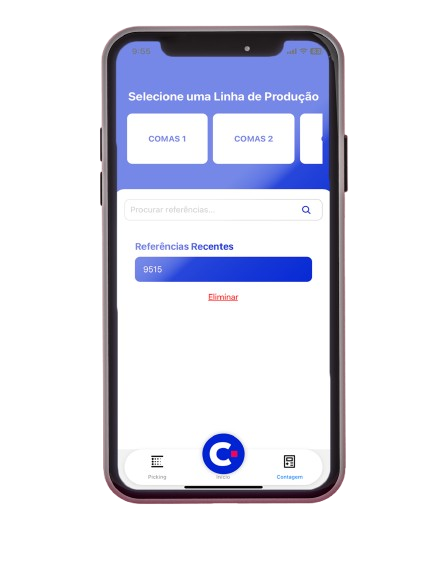 9:55
Selecione uma Linha de Produção
COMAS 1
COMAS 2
Procurar referências...
Referências Recentes
9515
Eliminar
Picking
Início
Contagem